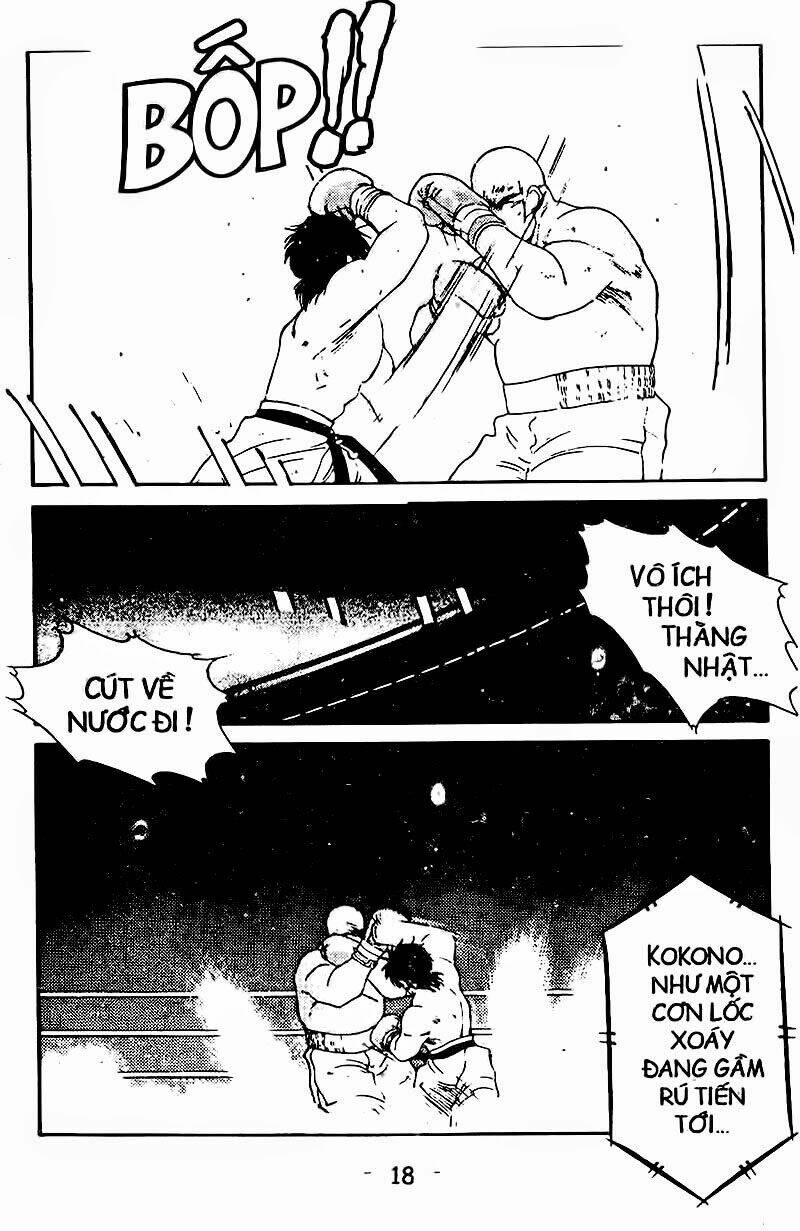 BỐP!!
VÔ ÍCH
THÔI!
THẰNG
NHẬT...
CÚT VỀ
NƯỚC ĐI!
KOKONO...
NHƯ MỘT
CƠN LỐC
XOÁY
ĐANG GẦM
RÚ TIẾN
TỚI...
- 18 -